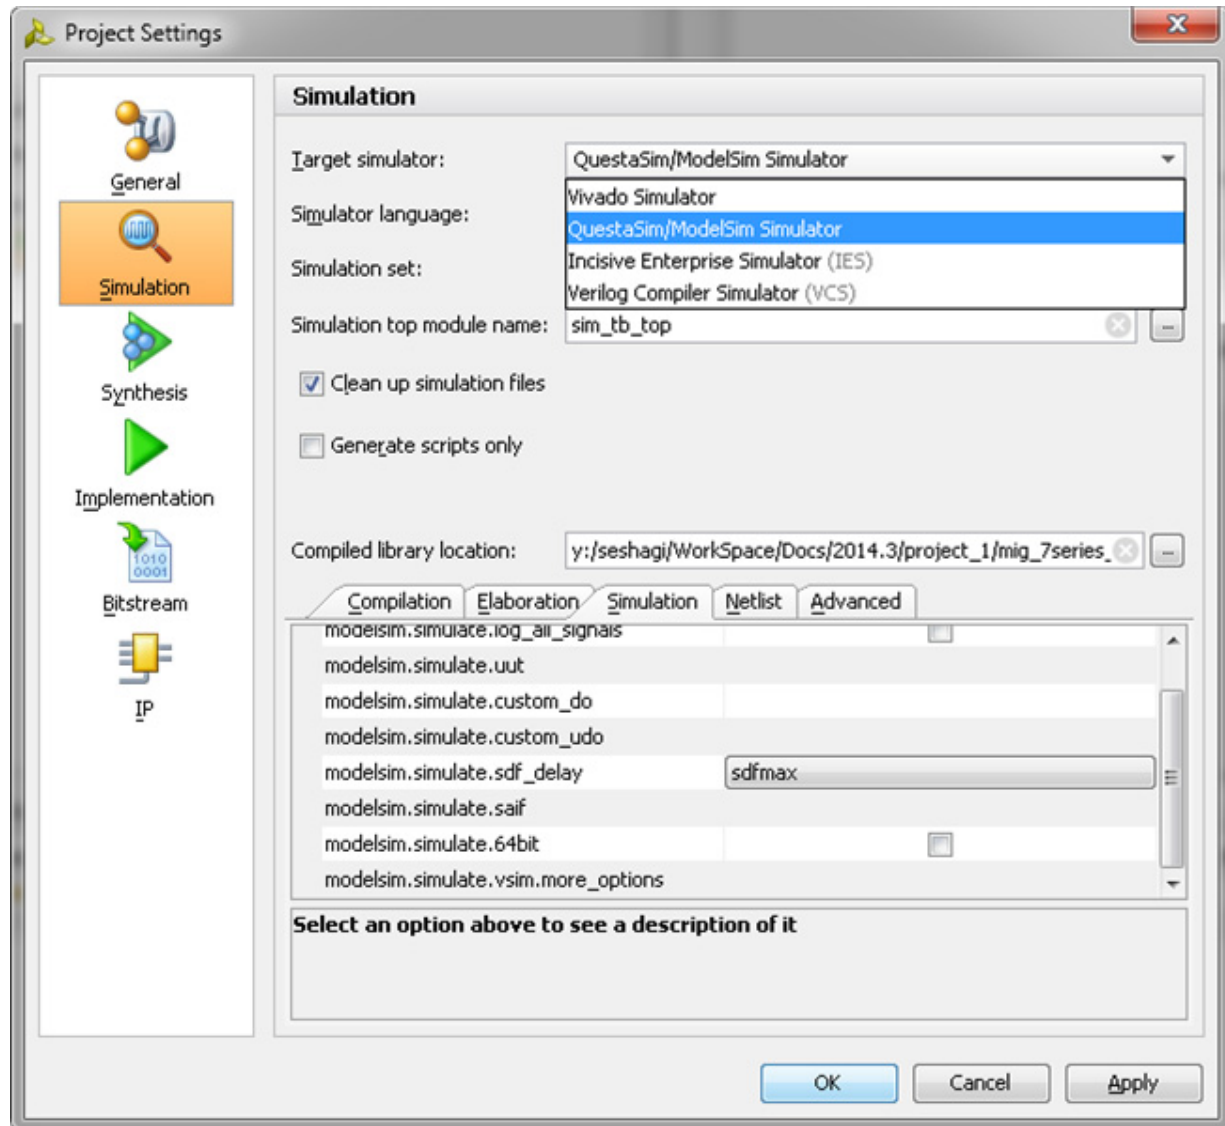 Project Settings
General
Simulation
Synthesis
Implementation
Bitstream
IP
Simulation
Target simulator: QuestaSim/ModelSim Simulator
Vivado Simulator
Simulator language: QuestaSim/ModelSim Simulator
Simulation set: Incisive Enterprise Simulator (IES)
Verilog Compiler Simulator (VCS)
Simulation top module name: sim_tb_top ...
Clean up simulation files
Generate scripts only
Compiled library location: y:/seshagi/WorkSpace/Docs/2014.3/project_1/mig_7series_ ...
Compilation Elaboration Simulation Netlist Advanced
modelsim.simulate.log_all_signals
modelsim.simulate.uut
modelsim.simulate.custom_do
modelsim.simulate.custom_udo
modelsim.simulate.sdf_delay sdfmax
modelsim.simulate.saif
modelsim.simulate.64bit
modelsim.simulate.vsim.more_options
Select an option above to see a description of it
OK Cancel Apply